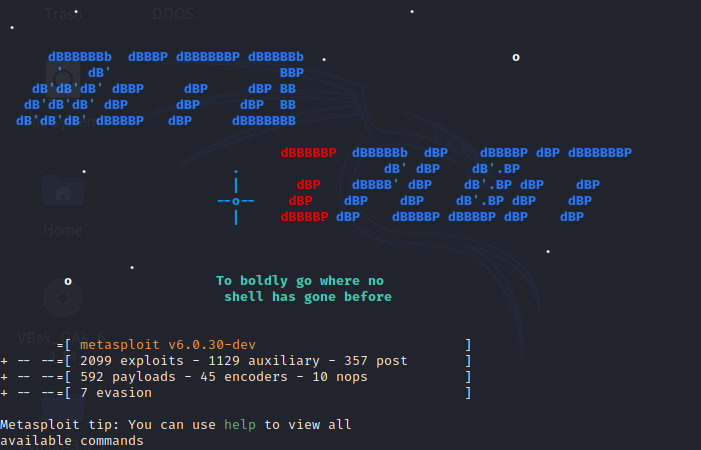 Trash DDOS
dBBBBBBb dBBBP dBBBBBBP dBBBBBb
' dB' BBP
dB'dB'dB' dBBP dBP dBP BB
dB'dB'dB' dBP dBP dBP BB
dB'dB'dB' dBBBBP dBP dBBBBBBB
dBBBBBP dBBBBBb dBP dBBBBP dBP dBBBBBBP
dB' dBP dB'.BP
dBP dBBBB' dBP dB'.BP dBP dBP
--o-- dBP dBP dBP dB'.BP dBP dBP
dBBBBP dBP dBBBBP dBBBBP dBP dBP
Home
o
To boldly go where no
shell has gone before
=[ metasploit v6.0.30-dev ]
+ -- --=[ 2099 exploits - 1129 auxiliary - 357 post ]
+ -- --=[ 592 payloads - 45 encoders - 10 nops ]
+ -- --=[ 7 evasion ]
Metasploit tip: You can use help to view all
available commands